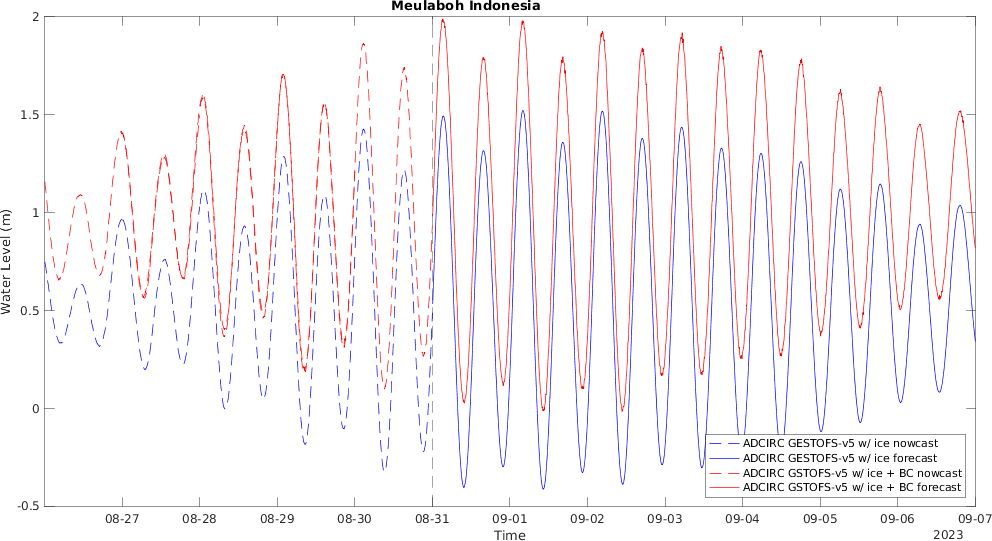 Meulaboh Indonesia
2
1.5
1
0.5
0
-0.5
Water Level (m)
ADCIRC GESTOFS-v5 w/ ice nowcast
ADCIRC GESTOFS-v5 w/ ice forecast
ADCIRC GSTOFS-v5 w/ ice + BC nowcast
ADCIRC GSTOFS-v5 w/ ice + BC forecast
08-27 08-28 08-29 08-30 08-31 09-01 09-02 09-03 09-04 09-05 09-06 09-07
Time
2023